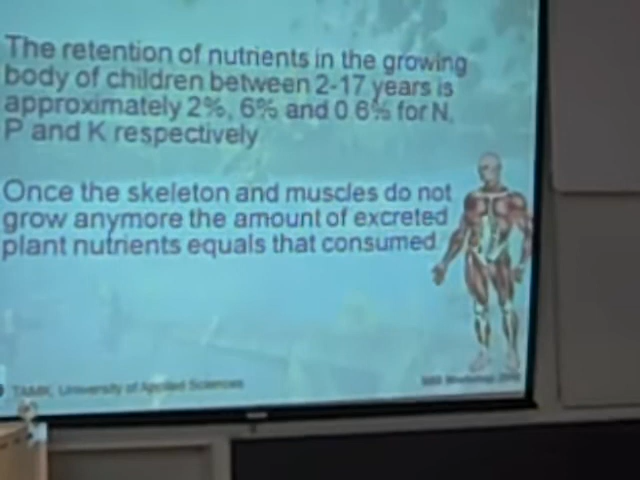 The retention of nutrients in the growing
body of children between 2-17 years is
approximately 2%, 6% and 0.6% for N,
P and K respectively
Once the skeleton and muscles do not
grow anymore the amount of excreted
plant nutrients equals that consumed
TAMK, University of Applied Sciences